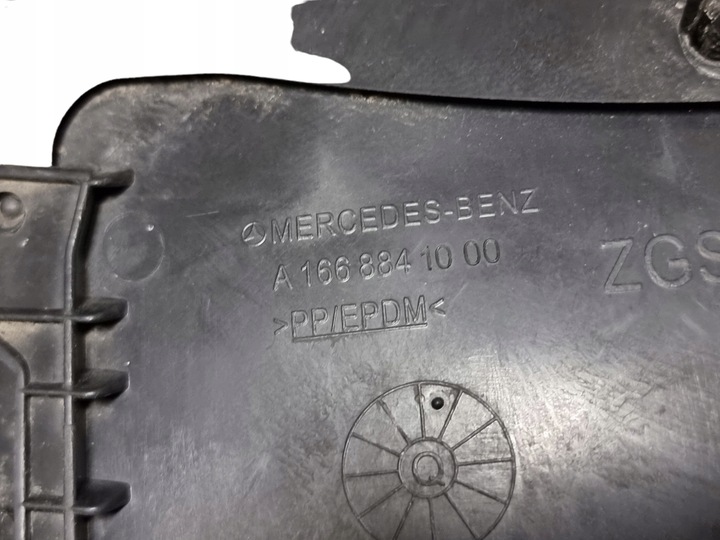 MERCEDES-BENZ
A 166 884 10 00
ZGS
>PP/EPDM<
Q